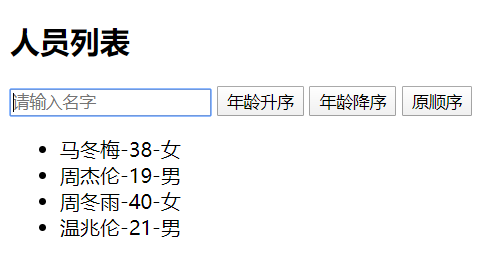 人员列表
请输入名字 年龄升序 年龄降序 原顺序
马冬梅-38-女
周杰伦-19-男
周冬雨-40-女
温兆伦-21-男